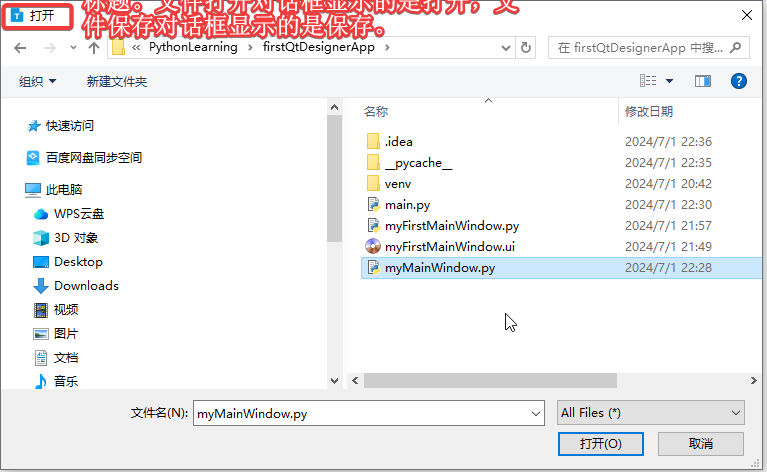 打开
标题。文件打开对话框显示的是打开，文
件保存对话框显示的是保存。
« PythonLearning › firstQtDesignerApp ›
在 firstQtDesignerApp 中搜...
组织 新建文件夹
名称 修改日期
快速访问
百度网盘同步空间
此电脑
WPS云盘
3D 对象
Desktop
Downloads
视频
图片
文档
音乐
.idea 2024/7/1 22:36
__pycache__ 2024/7/1 22:35
venv 2024/7/1 20:42
main.py 2024/7/1 22:30
myFirstMainWindow.py 2024/7/1 21:57
myFirstMainWindow.ui 2024/7/1 21:49
myMainWindow.py 2024/7/1 22:28
文件名(N): myMainWindow.py All Files (*)
打开(O) 取消